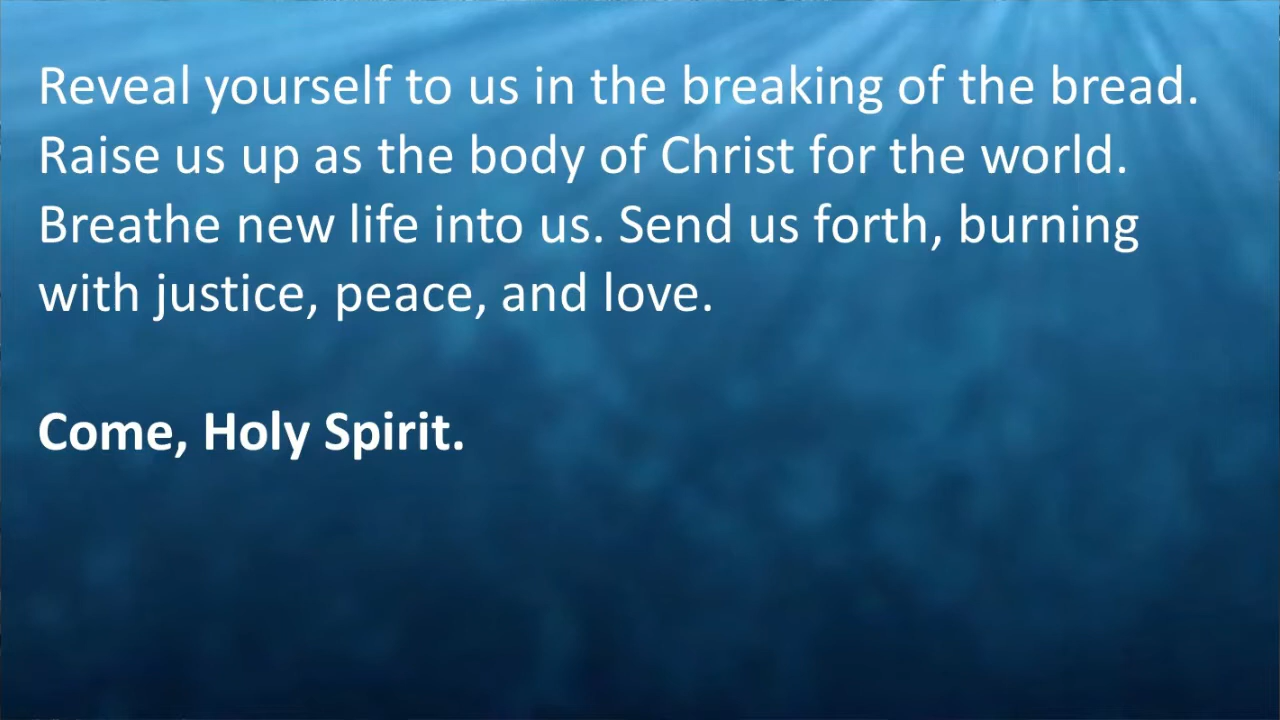 Reveal yourself to us in the breaking of the bread.
Raise us up as the body of Christ for the world.
Breathe new life into us. Send us forth, burning
with justice, peace, and love.
Come, Holy Spirit.